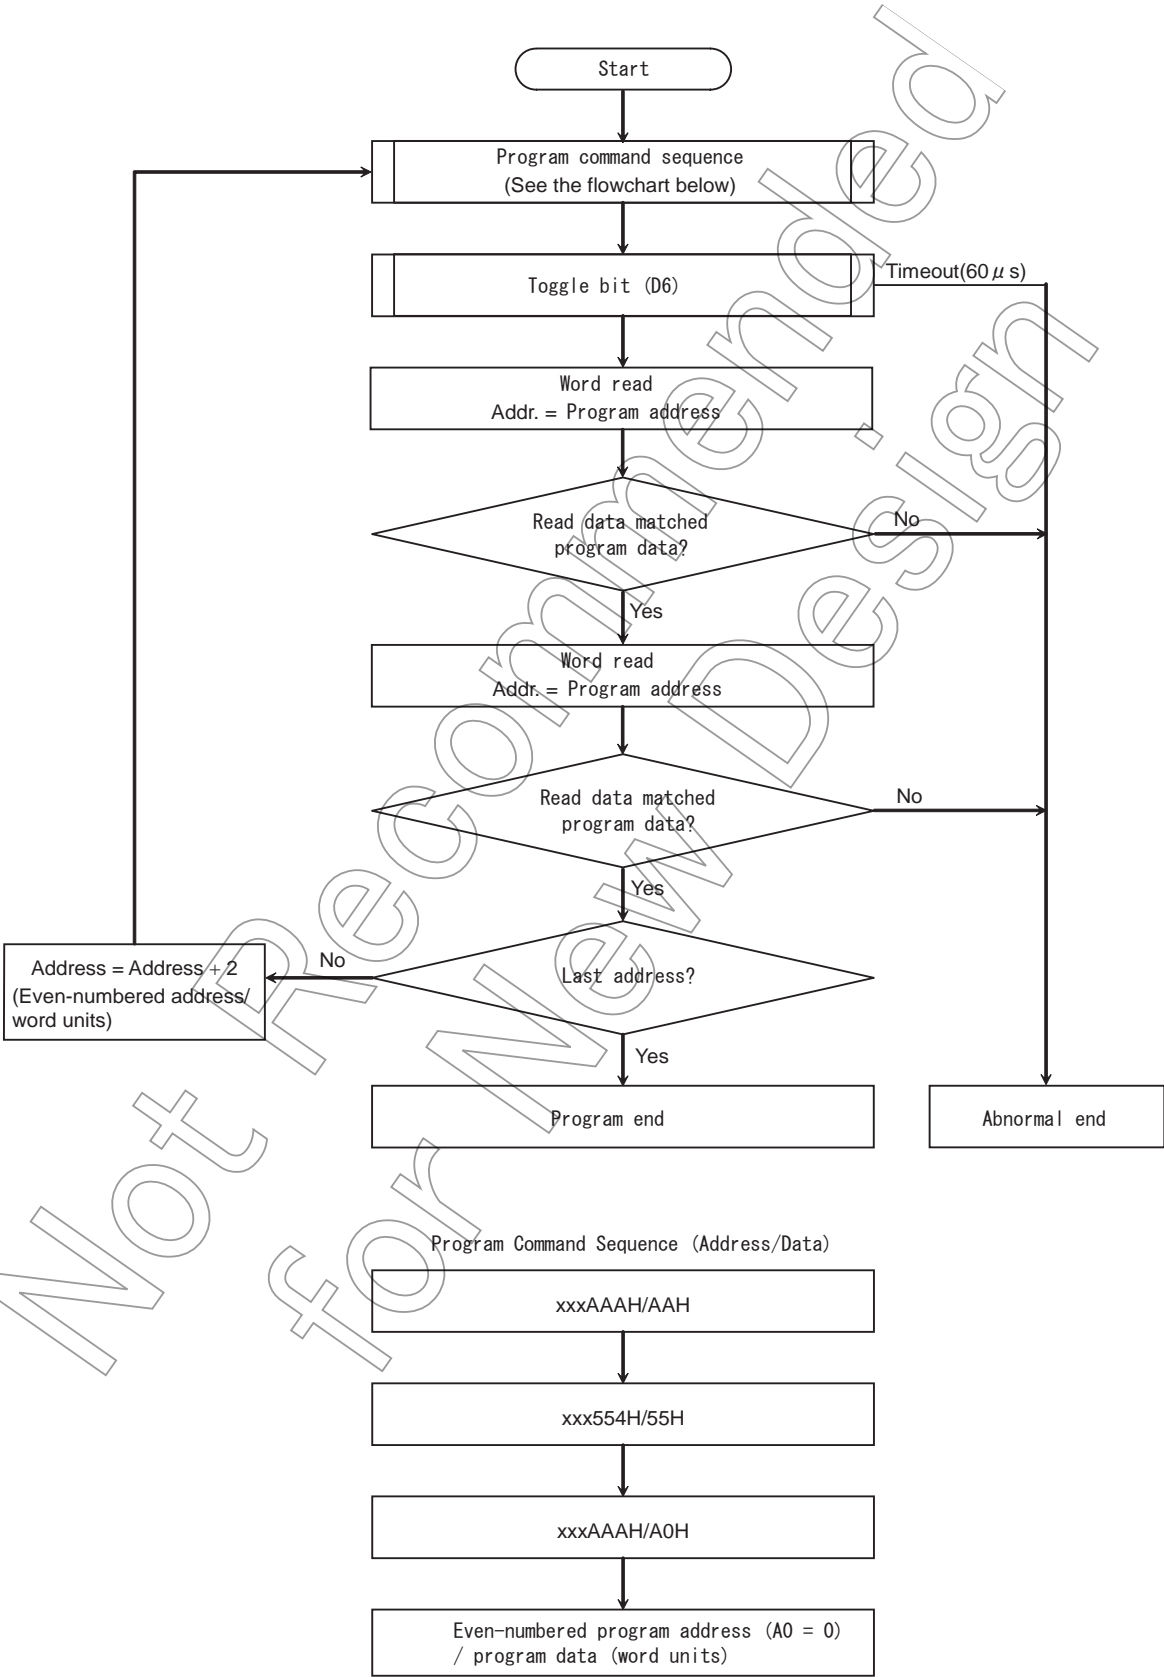 Start
Program command sequence
(See the flowchart below)
Toggle bit (D6)
Timeout(60 μ s)
Word read
Addr. = Program address
Read data matched
program data?
No
Yes
Word read
Addr. = Program address
Read data matched
program data?
No
Yes
Last address?
No
Address = Address + 2
(Even-numbered address/
word units)
Yes
Program end
Abnormal end
Program Command Sequence (Address/Data)
xxxAAAH/AAH
xxx554H/55H
xxxAAAH/A0H
Even-numbered program address (A0 = 0)
/ program data (word units)
Not Recommended
for New Design